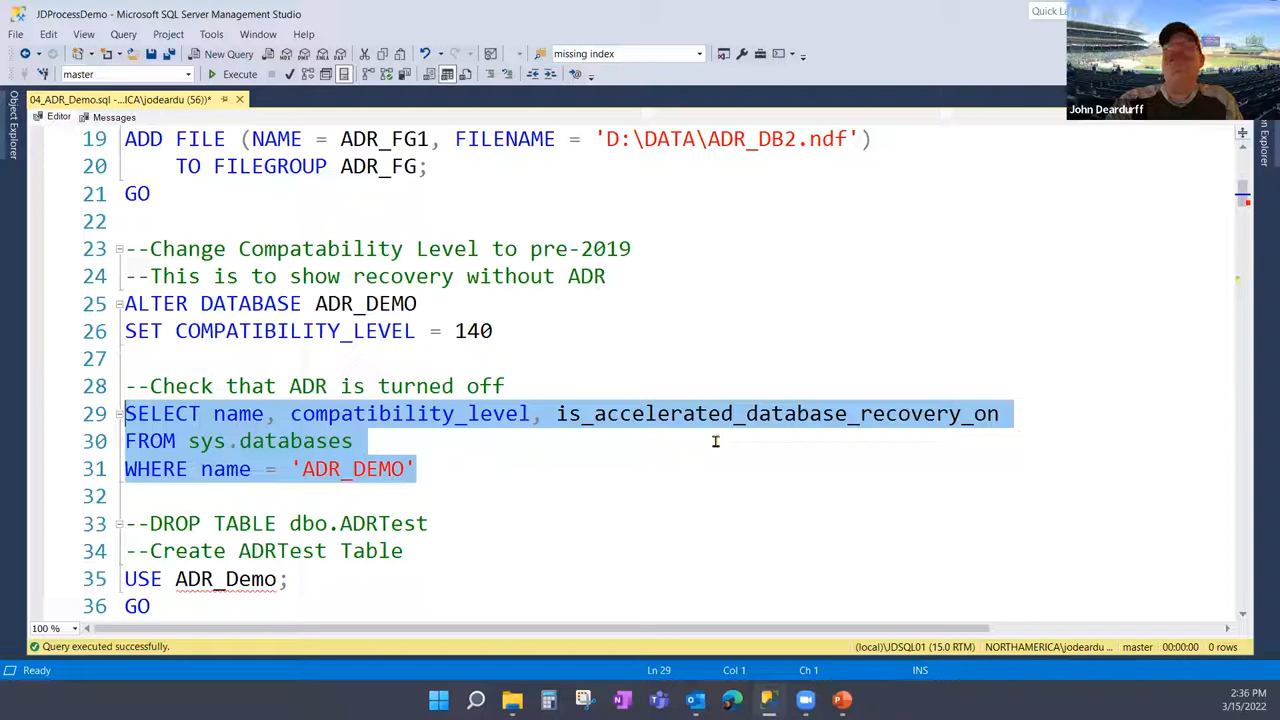 JDProcessDemo - Microsoft SQL Server Management Studio
Quick La
File Edit View Query Project Tools Window Help
New Query
missing index
master
Execute
John Deardurff
04_ADR_Demo.sql -...ICA\jodeardu (56))*
Object Explorer
Editor Messages
19 ADD FILE (NAME = ADR_FG1, FILENAME = 'D:\DATA\ADR_DB2.ndf')
20 TO FILEGROUP ADR_FG;
21 GO
22
23 --Change Compatability Level to pre-2019
24 --This is to show recovery without ADR
25 ALTER DATABASE ADR_DEMO
26 SET COMPATIBILITY_LEVEL = 140
27
28 --Check that ADR is turned off
29 SELECT name, compatibility_level, is_accelerated_database_recovery_on
30 FROM sys.databases
31 WHERE name = 'ADR_DEMO'
32
33 --DROP TABLE dbo.ADRTest
34 --Create ADRTest Table
35 USE ADR_Demo;
36 GO
100 %
Query executed successfully.
(local)\JDSQL01 (15.0 RTM) NORTHAMERICA\jodeardu ... master 00:00:00 0 rows
Ready
Ln 29 Col 1 Ch 1 INS
2:36 PM
3/15/2022